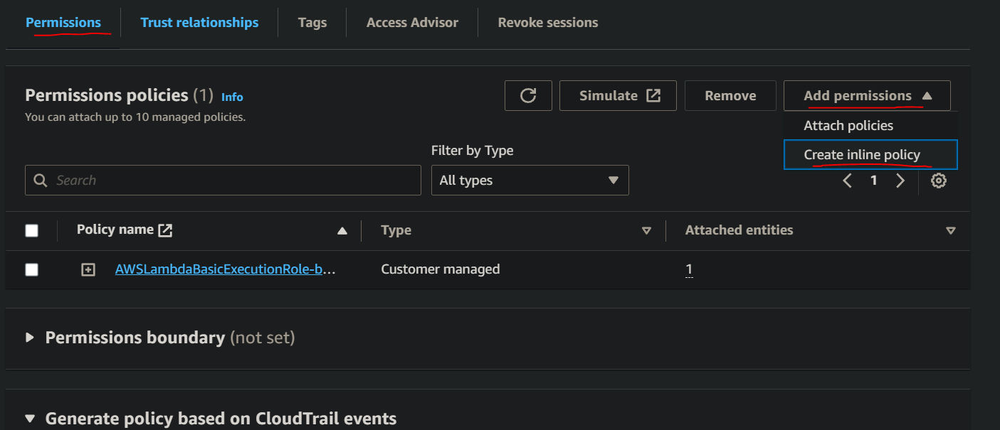 Permissions Trust relationships Tags Access Advisor Revoke sessions
Permissions policies (1) Info
You can attach up to 10 managed policies.
Simulate Remove Add permissions
Attach policies
Create inline policy
Filter by Type
Search All types 1
Policy name Type Attached entities
AWSLambdaBasicExecutionRole-b... Customer managed 1
Permissions boundary (not set)
Generate policy based on CloudTrail events